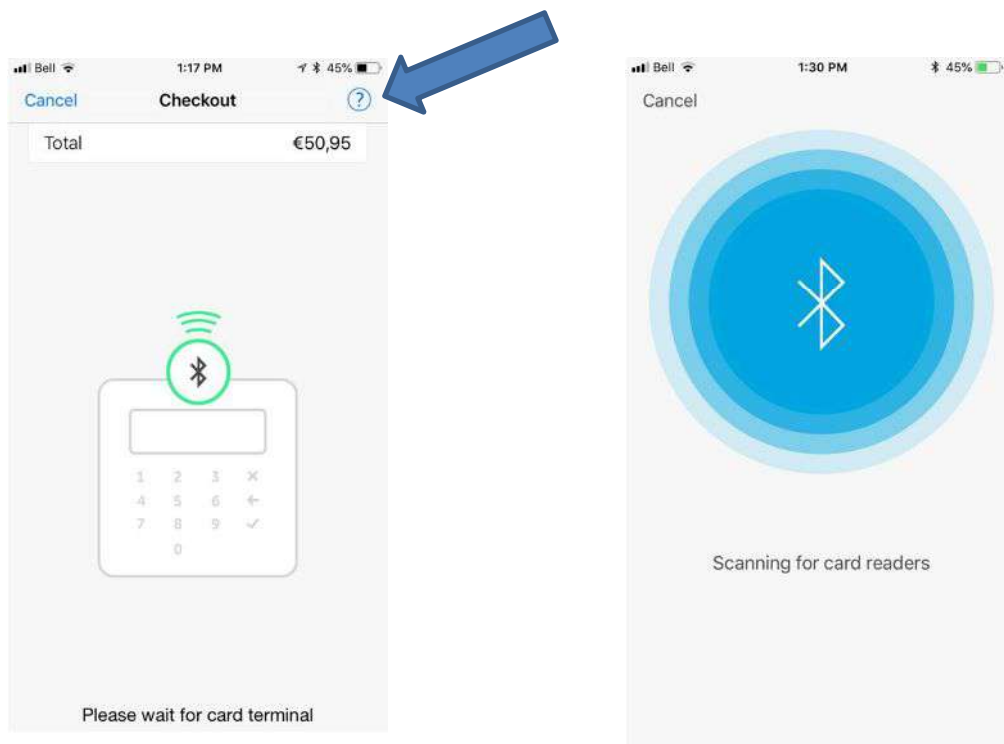 Bell 1:17 PM 45%
Cancel Checkout ?
Total €50,95
1 2 3
4 5 6
7 8 9
0
Please wait for card terminal
Bell 1:30 PM 45%
Cancel
Scanning for card readers